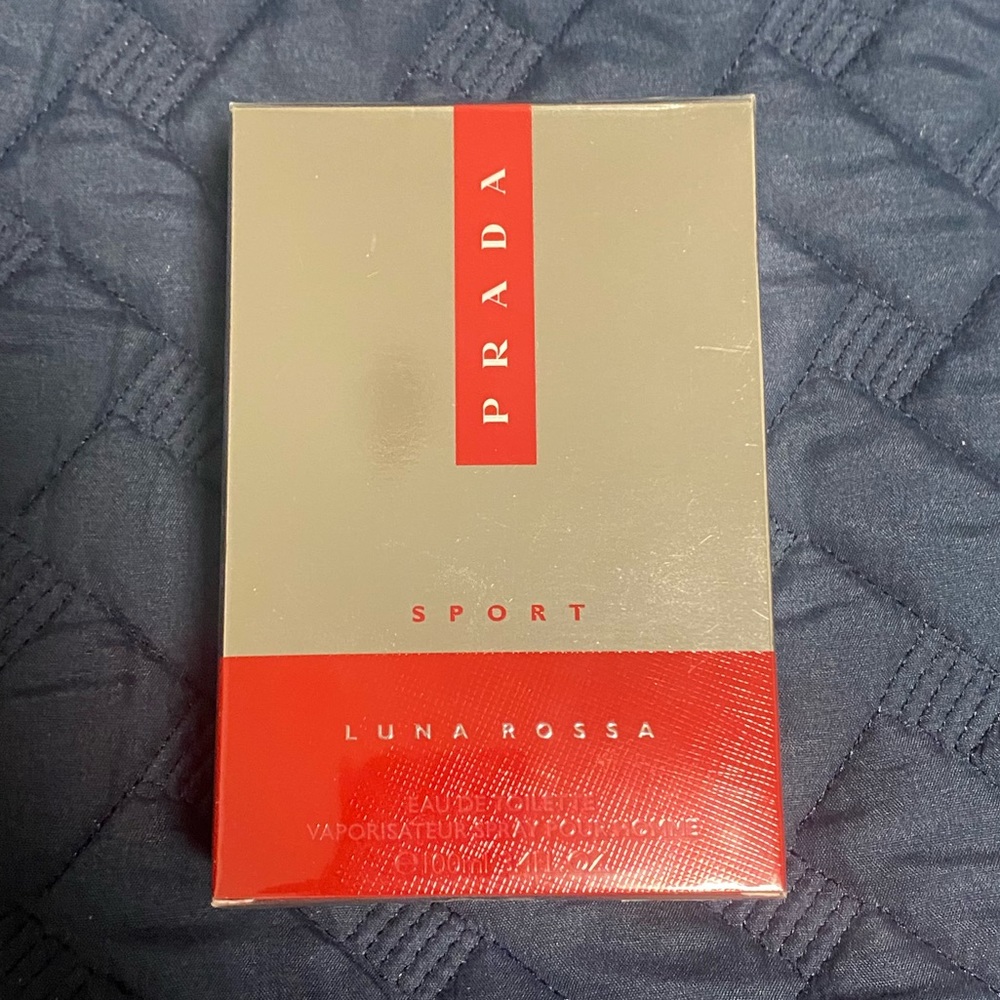 PRADA
SPORT
LUNA ROSSA
EAU DE TOILETTE
VAPORISATEUR SPRAY POUR HOMME
e 100ml